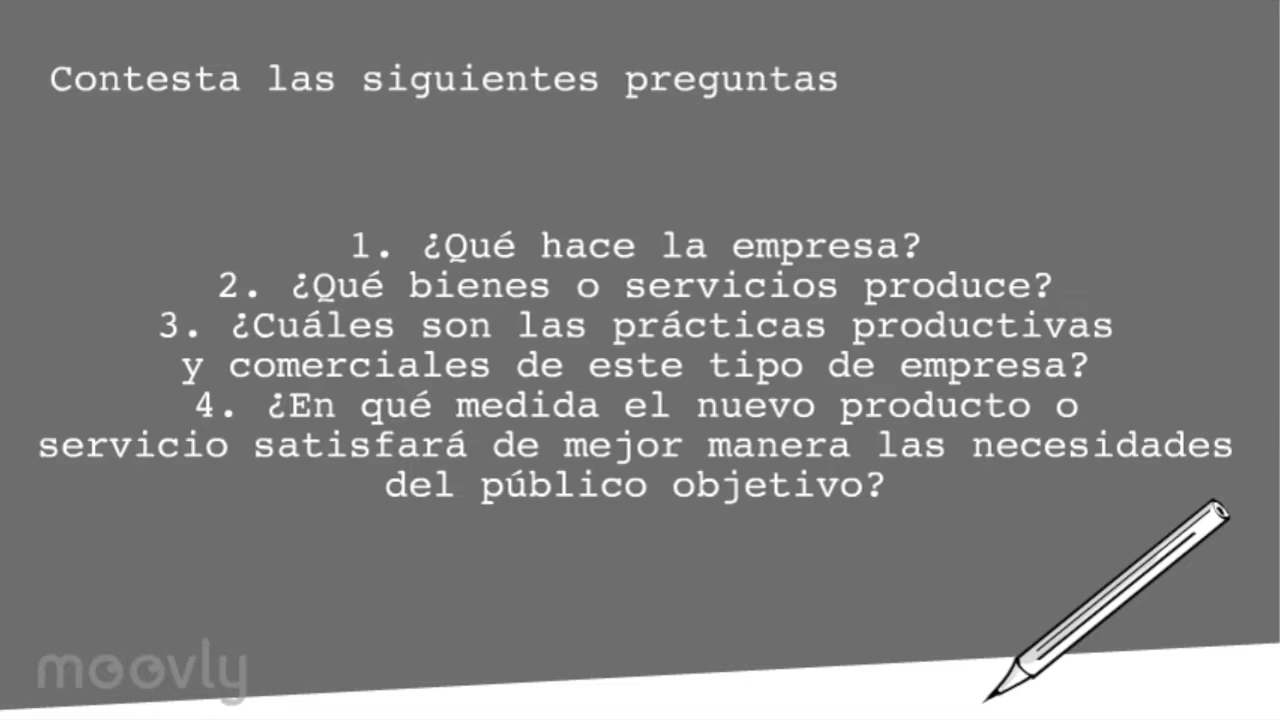 Contesta las siguientes preguntas
1. ¿Qué hace la empresa?
2. ¿Qué bienes o servicios produce?
3. ¿Cuáles son las prácticas productivas
y comerciales de este tipo de empresa?
4. ¿En qué medida el nuevo producto o
servicio satisfará de mejor manera las necesidades
del público objetivo?
moovly